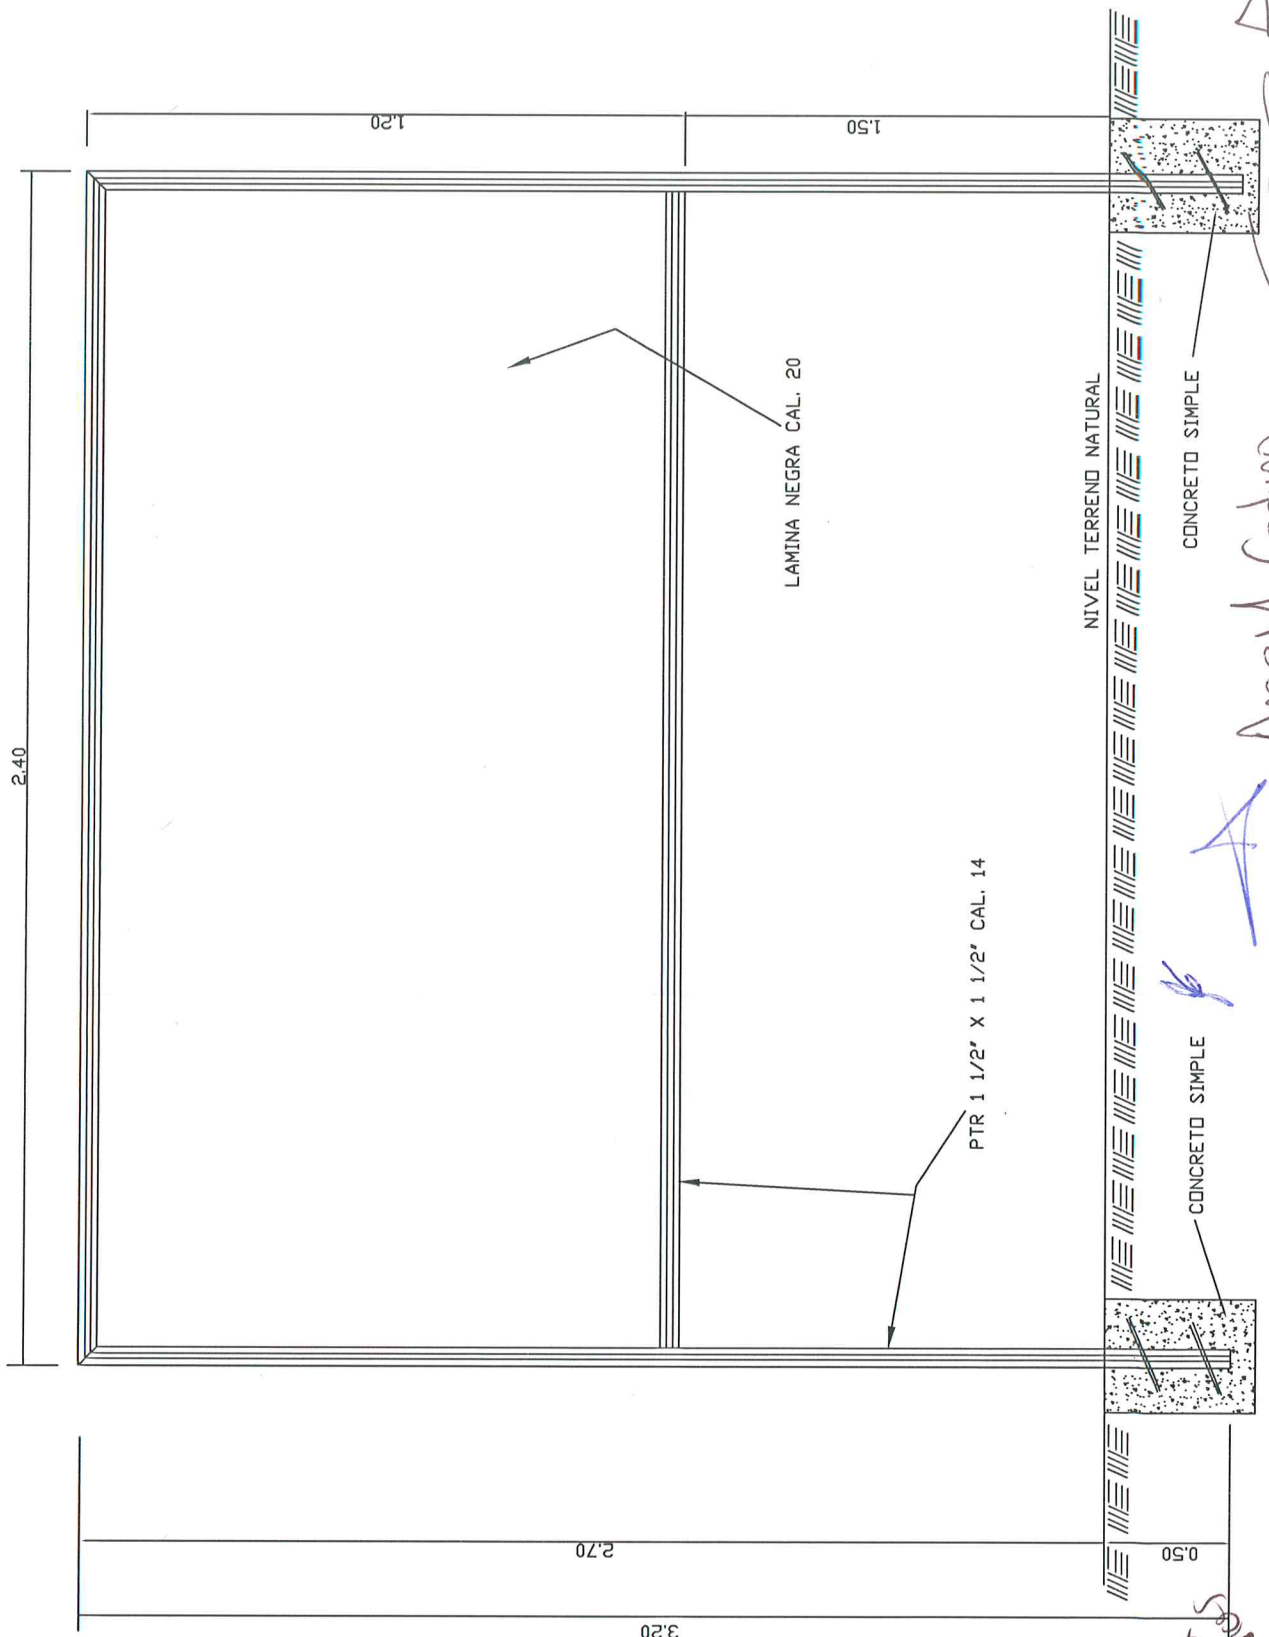 2.40
1.20
1.50
LAMINA NEGRA CAL. 20
NIVEL TERRENO NATURAL
PTR 1 1/2" X 1 1/2" CAL. 14
CONCRETO SIMPLE
CONCRETO SIMPLE
2.70
0.50
3.20